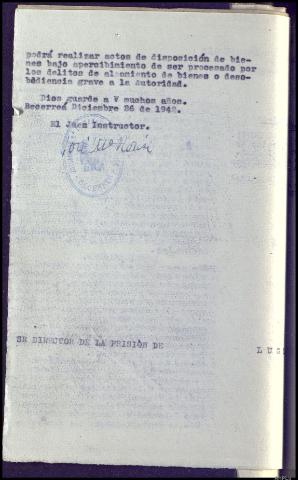 podrá realizar actos de disposición de bie-
nes bajo apercibimiento de ser procesado por
los delitos de alzamiento de bienes o deso-
bediencia grave a la Autoridad.
Dios guarde a V muchos años.
Becerreá Diciembre 26 de 1942.
El Juez Instructor.
José
SR DIRECTOR DE LA PRISIÓN DE
L U G